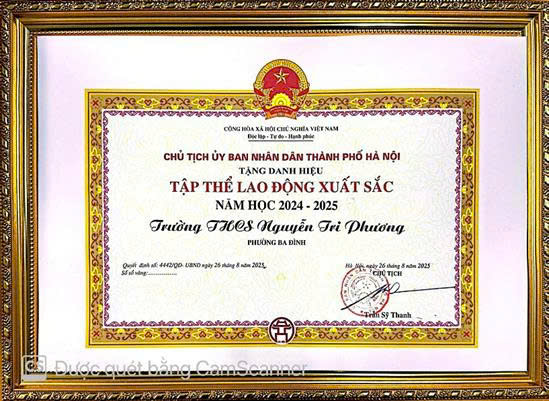 CỘNG HÒA XÃ HỘI CHỦ NGHĨA VIỆT NAM
Độc lập - Tự do - Hạnh phúc
CHỦ TỊCH ỦY BAN NHÂN DÂN THÀNH PHỐ HÀ NỘI
TẶNG DANH HIỆU
TẬP THỂ LAO ĐỘNG XUẤT SẮC
NĂM HỌC 2024 - 2025
Trường THCS Nguyễn Tri Phương
PHƯỜNG BA ĐÌNH
Quyết định số: 4442/QĐ- UBND ngày 26 tháng 8 năm 2025
Số sổ vàng:................
Hà Nội, ngày 26 tháng 8 năm 2025
CHỦ TỊCH
Trần Sỹ Thanh
CS Được quét bằng CamScanner